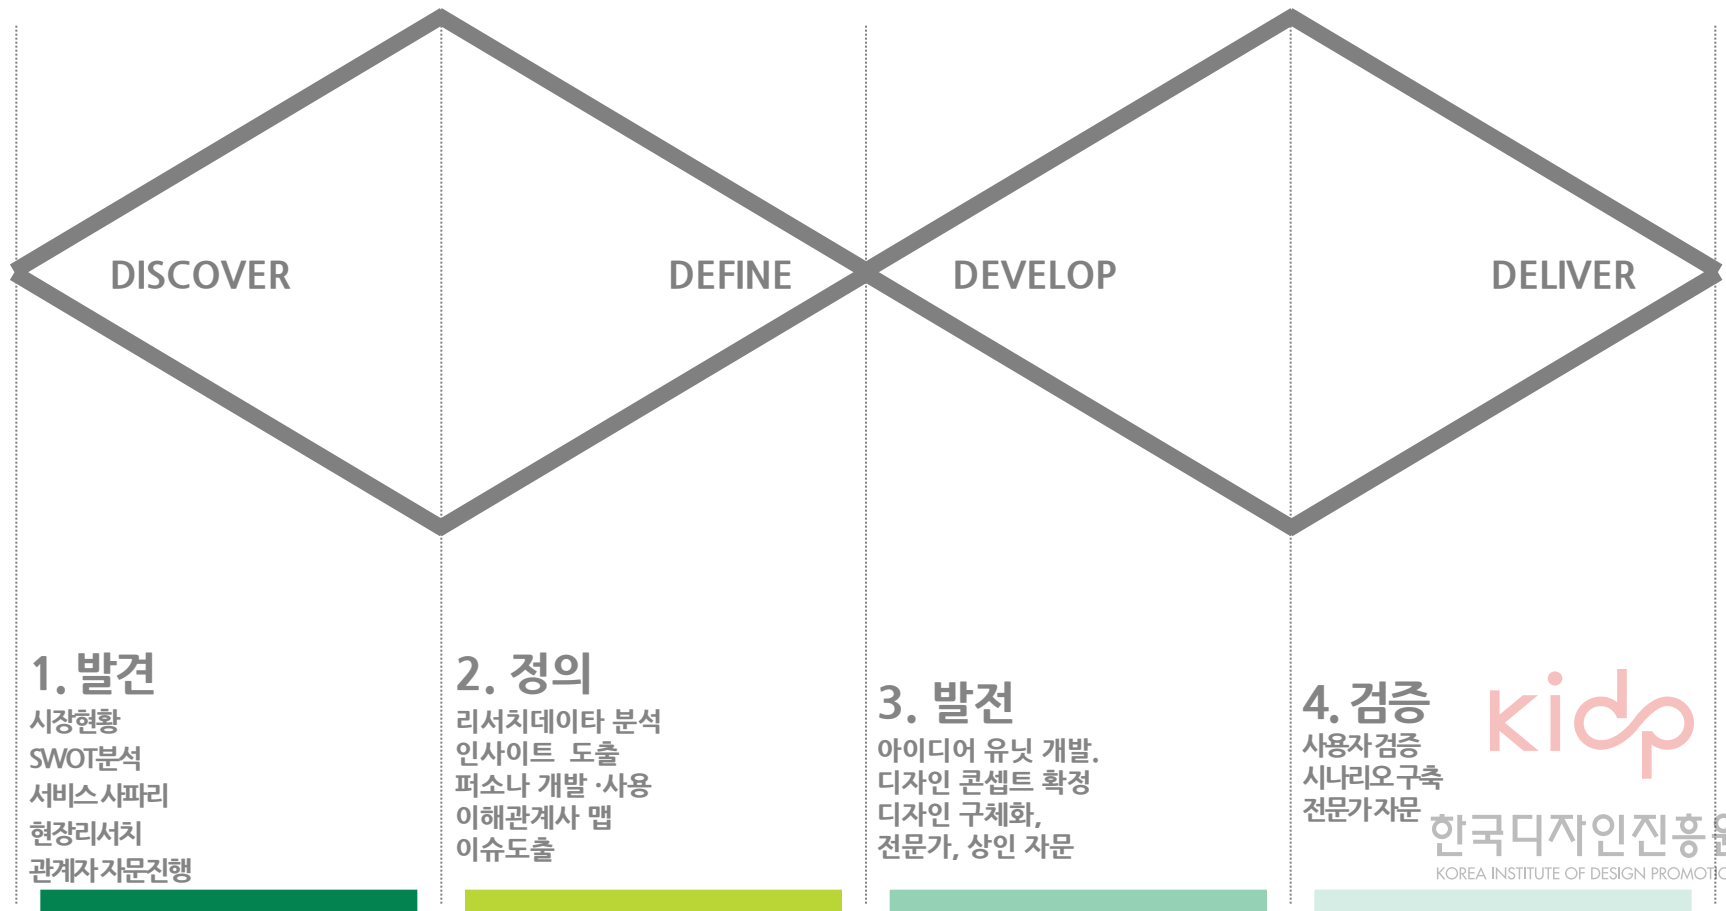 DISCOVER
DEFINE
DEVELOP
DELIVER
1. 발견
시장현황
SWOT분석
서비스 사파리
현장리서치
관계자 자문진행
2. 정의
리서치데이타 분석
인사이트 도출
퍼소나 개발 ·사용
이해관계사 맵
이슈도출
3. 발전
아이디어 유닛 개발.
디자인 콘셉트 확정
디자인 구체화,
전문가, 상인 자문
4. 검증
사용자 검증
시나리오 구축
전문가 자문
kidp
한국디자인진흥원
KOREA INSTITUTE OF DESIGN PROMOTIO